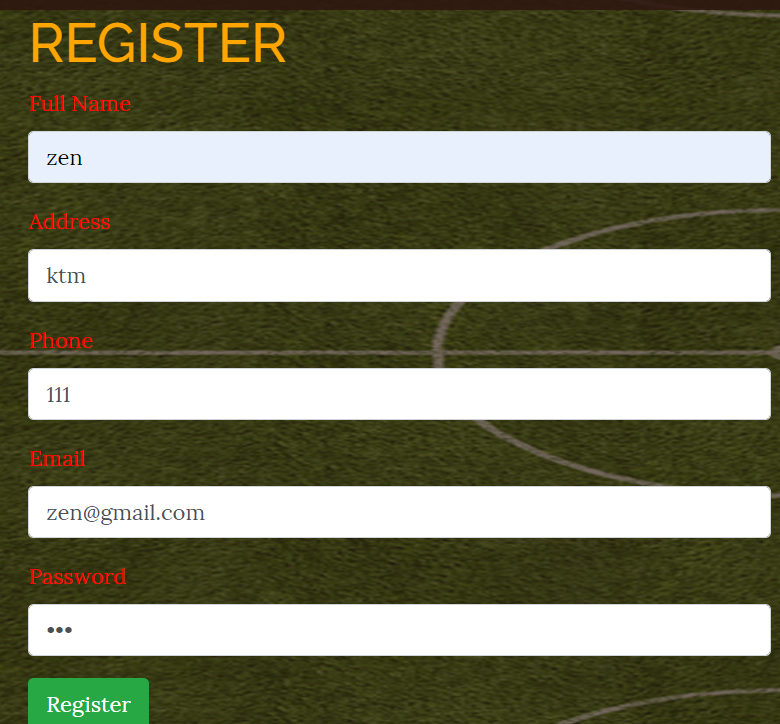 REGISTER
Full Name
zen
Address
ktm
Phone
111
Email
zen@gmail.com
Password
•••
Register